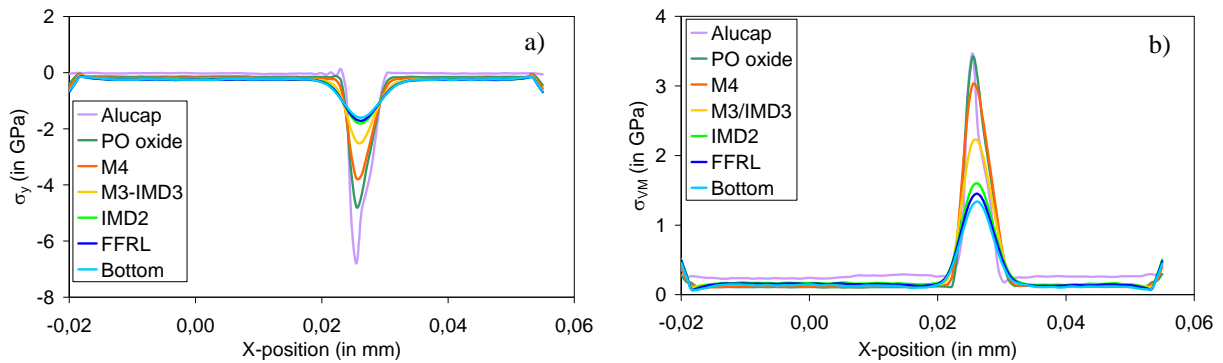 a)
2
0
-2
-4
-6
-8
σy (in GPa)
Alucap
PO oxide
M4
M3-IMD3
IMD2
FFRL
Bottom
-0,02 0,00 0,02 0,04 0,06
X-position (in mm)
b)
4
3
2
1
0
σVM (in GPa)
Alucap
PO oxide
M4
M3/IMD3
IMD2
FFRL
Bottom
-0,02 0,00 0,02 0,04 0,06
X-position (in mm)